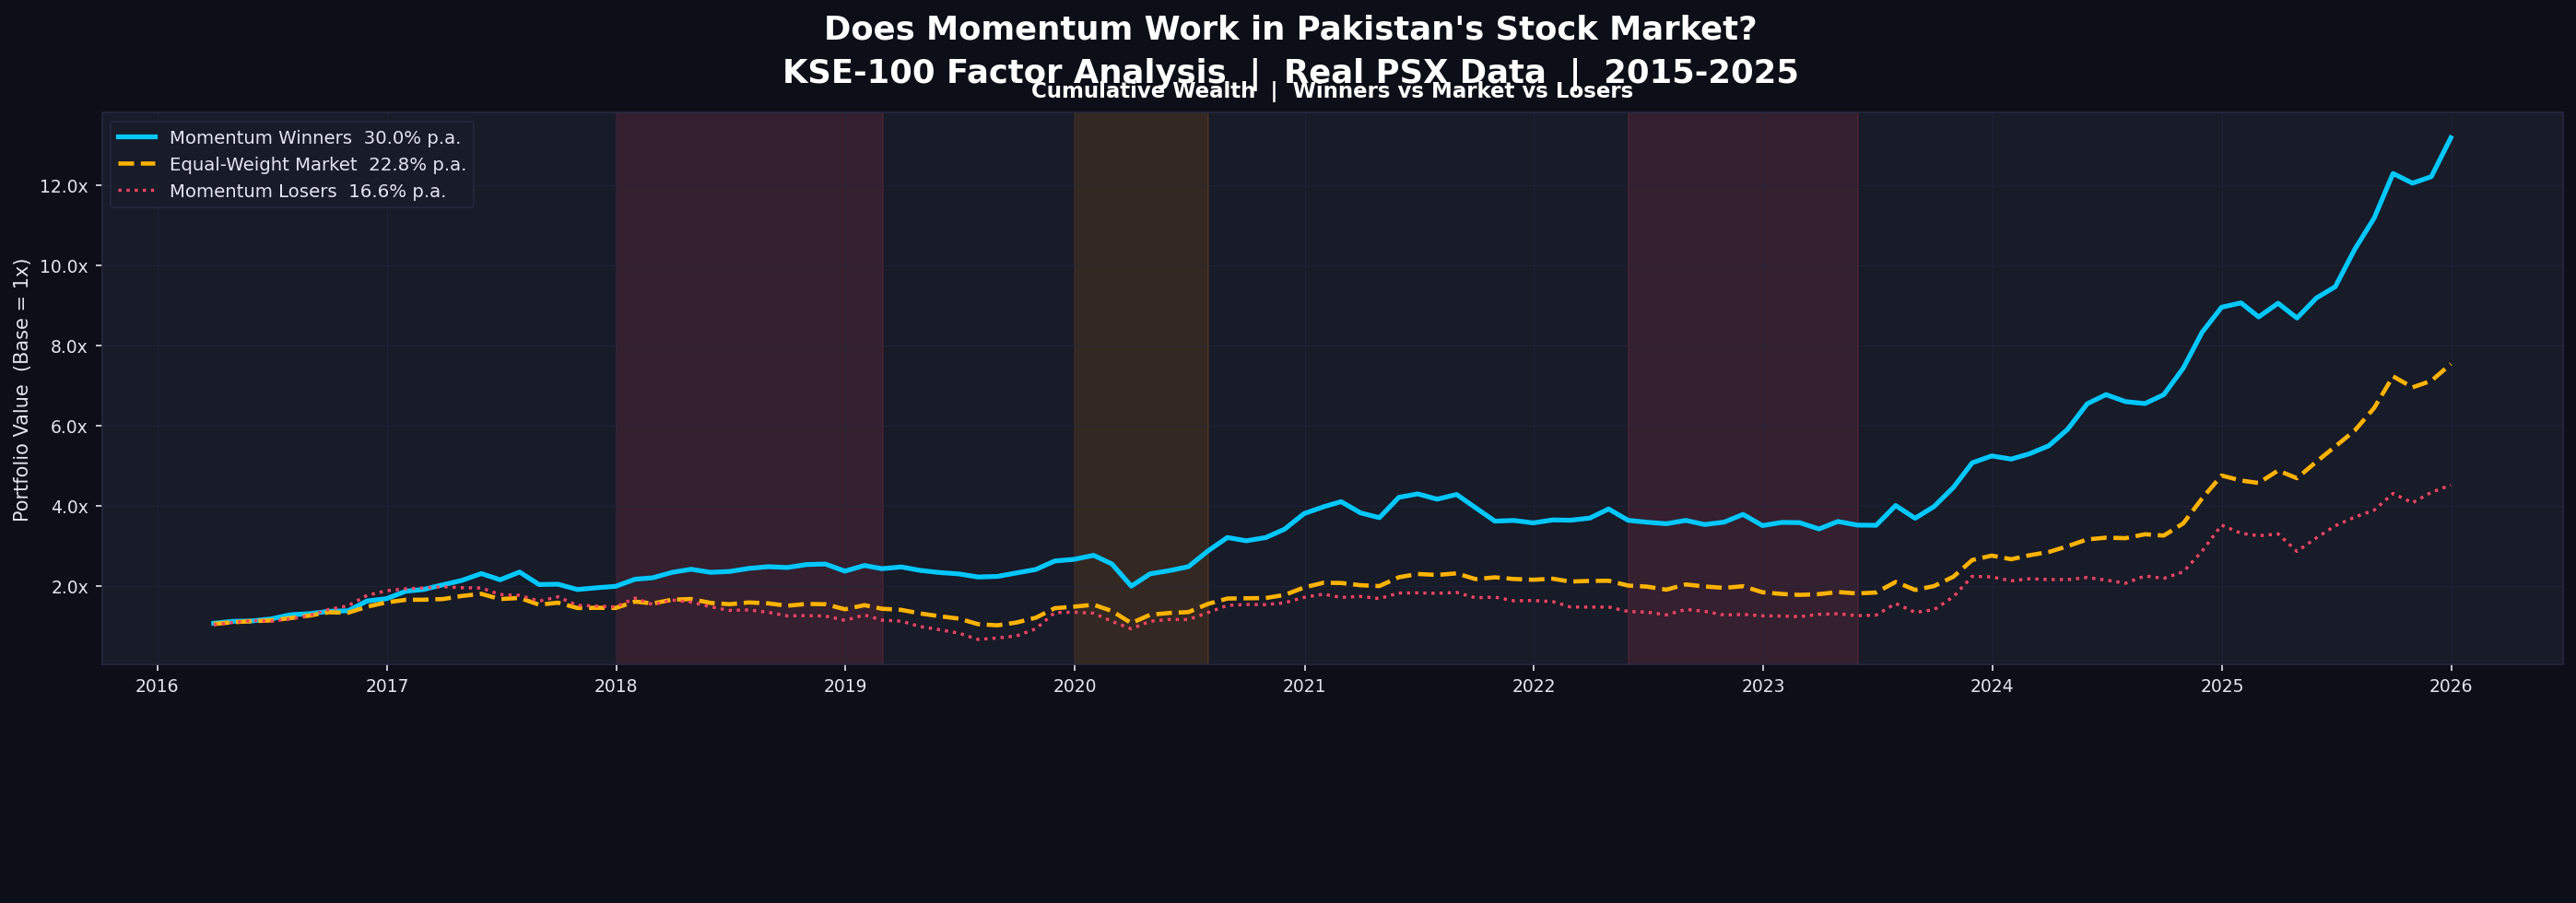 Does Momentum Work in Pakistan's Stock Market?
KSE-100 Factor Analysis | Real PSX Data | 2015-2025
Cumulative Wealth | Winners vs Market vs Losers
Momentum Winners 30.0% p.a.
Equal-Weight Market 22.8% p.a.
Momentum Losers 16.6% p.a.
Portfolio Value (Base = 1x)
12.0x
10.0x
8.0x
6.0x
4.0x
2.0x
2016 2017 2018 2019 2020 2021 2022 2023 2024 2025 2026